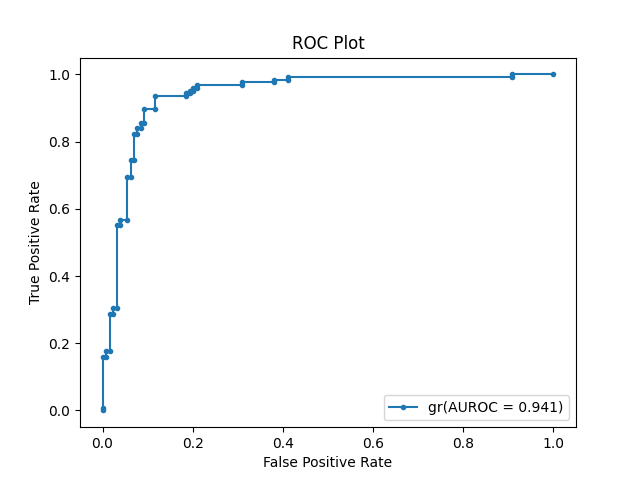 ROC Plot
1.0
0.8
0.6
0.4
0.2
0.0
True Positive Rate
0.0 0.2 0.4 0.6 0.8 1.0
False Positive Rate
gr(AUROC = 0.941)